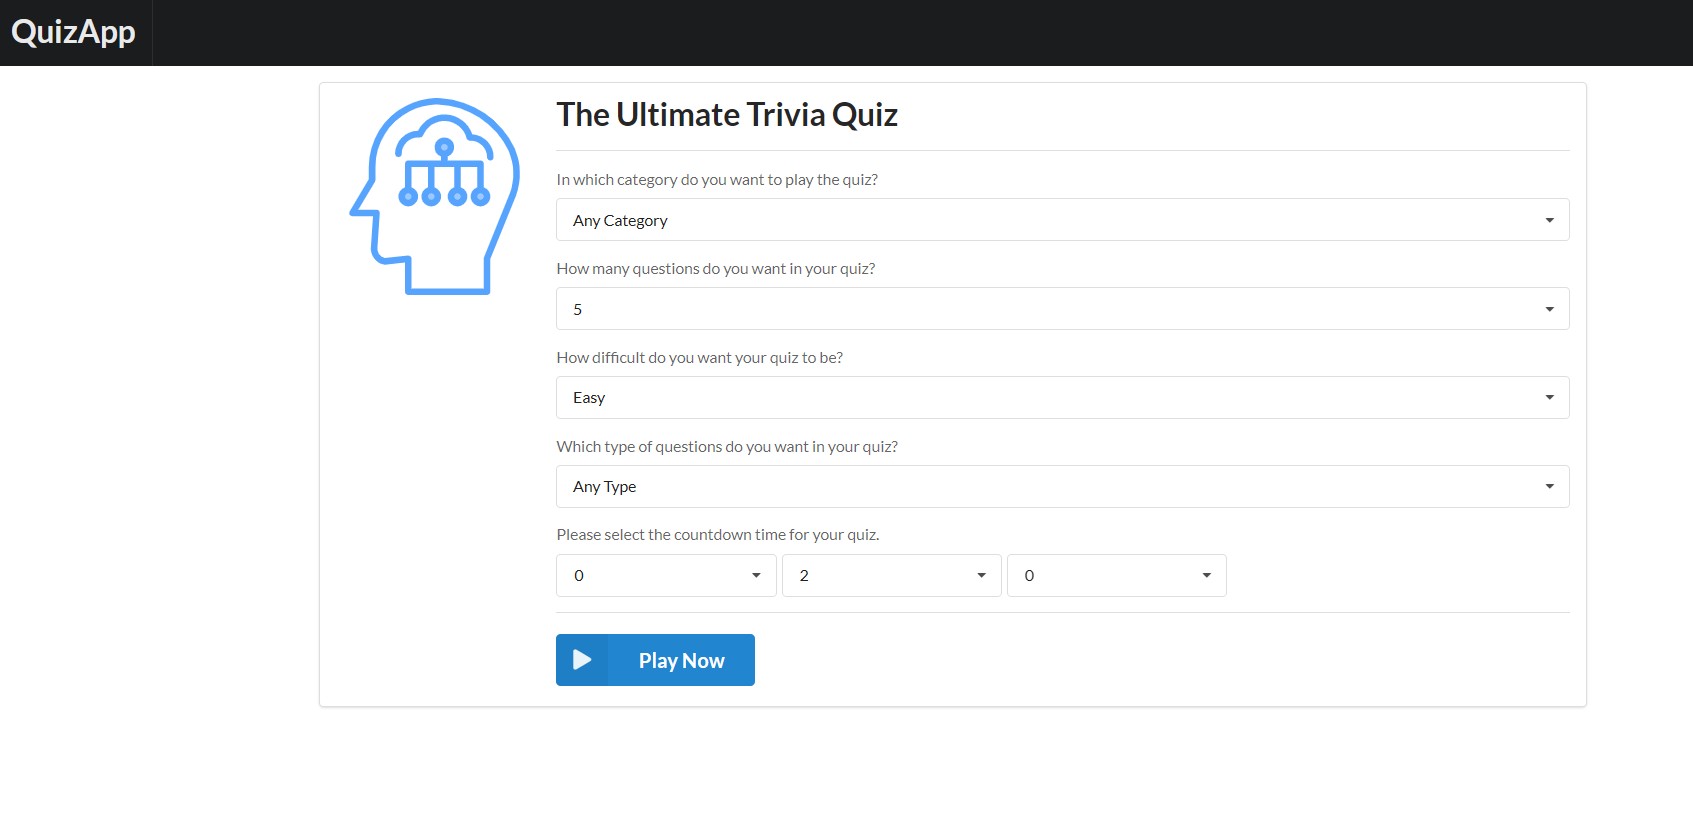 QuizApp
The Ultimate Trivia Quiz
In which category do you want to play the quiz?
Any Category
How many questions do you want in your quiz?
5
How difficult do you want your quiz to be?
Easy
Which type of questions do you want in your quiz?
Any Type
Please select the countdown time for your quiz.
0 2 0
Play Now